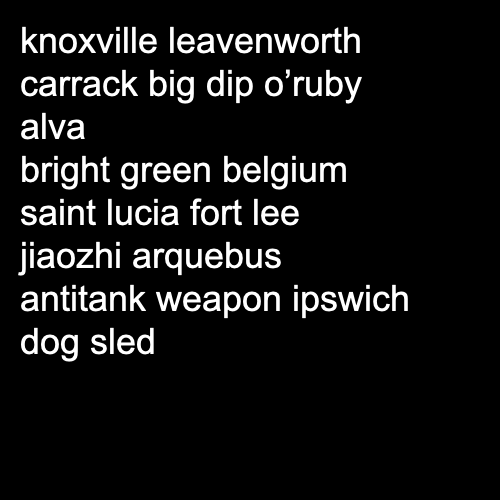 knoxville leavenworth
carrack big dip o’ruby
alva
bright green belgium
saint lucia fort lee
jiaozhi arquebus
antitank weapon ipswich
dog sled